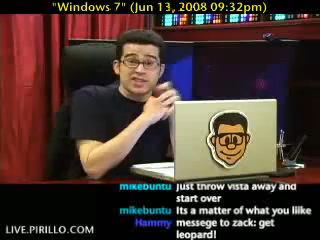 "Windows 7" (Jun 13, 2008 09:32pm)
mikebuntu just throw vista away and
start over
mikebuntu Its a matter of what you liike
Hammy messege to zack: get
leopard!
LIVE.PIRILLO.COM